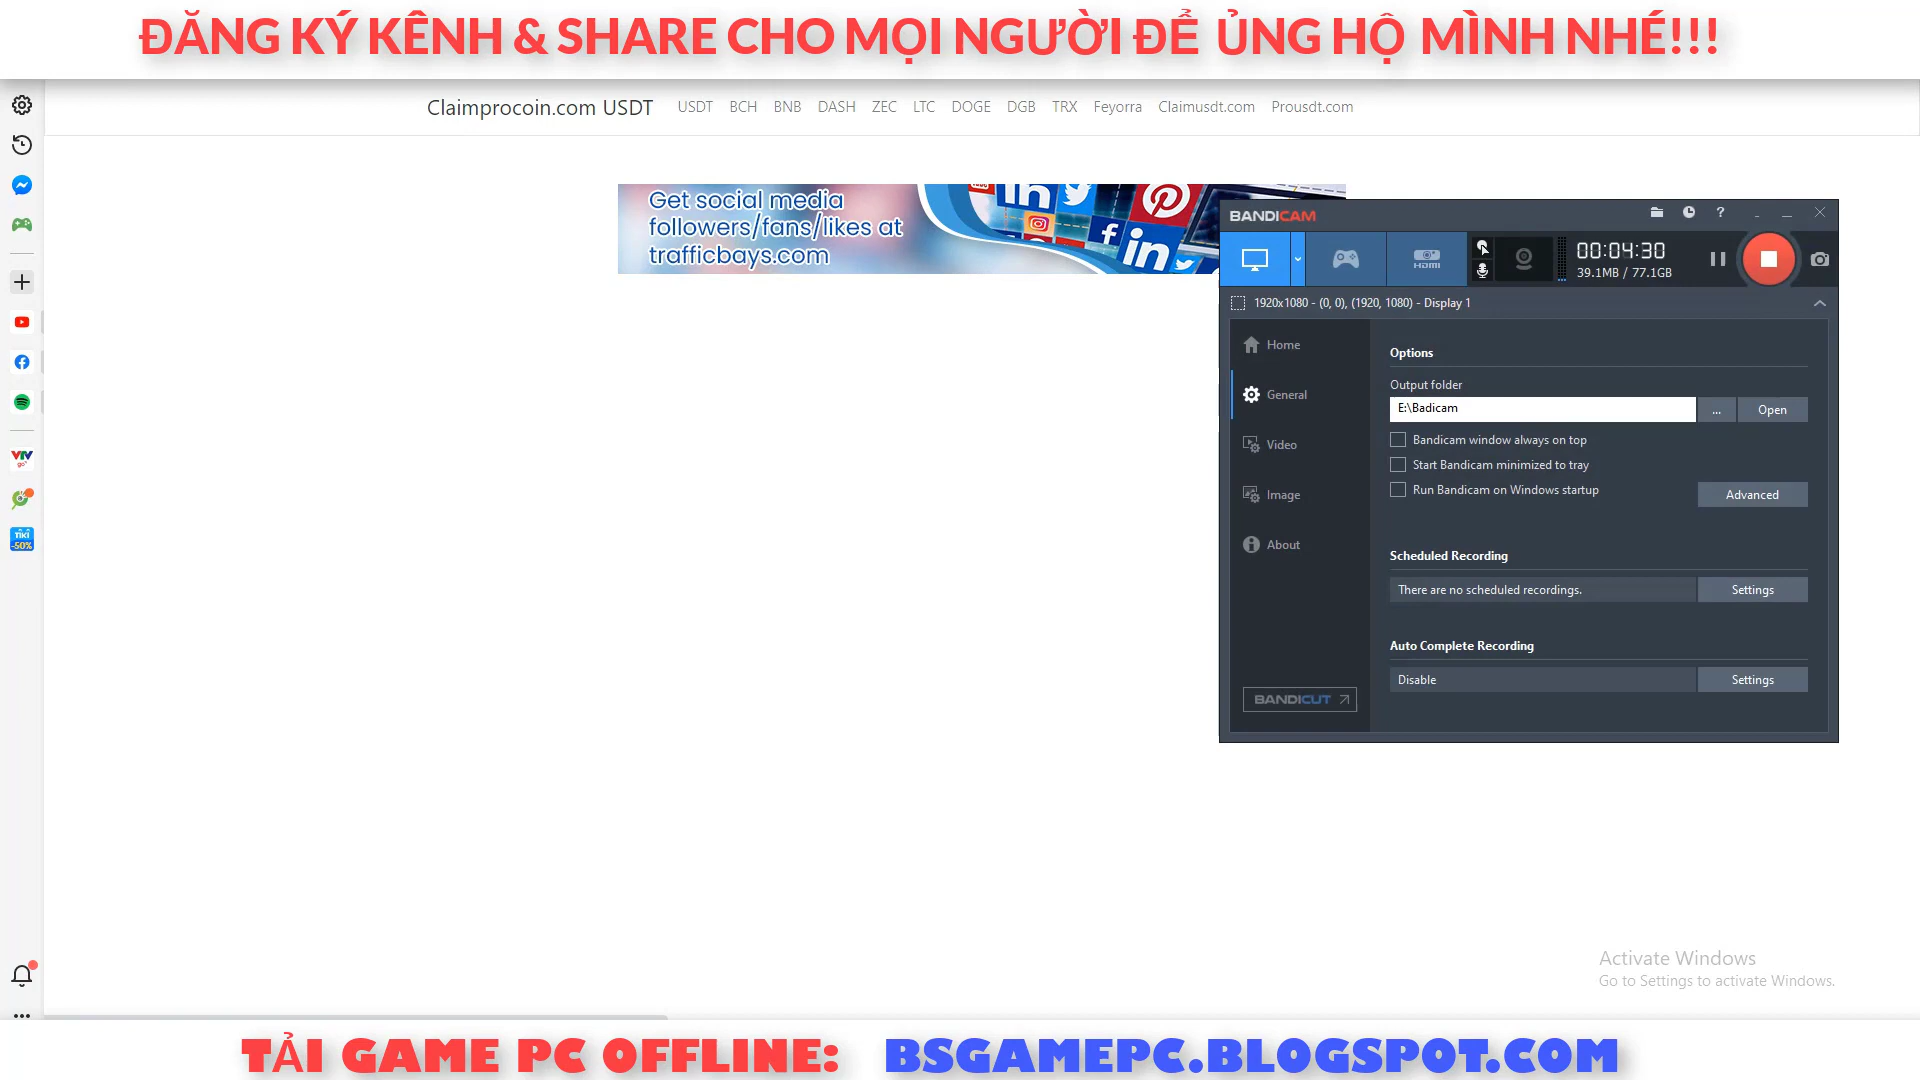 ĐĂNG KÝ KÊNH & SHARE CHO MỌI NGƯỜI ĐỂ ỦNG HỘ MÌNH NHÉ!!!
Claimprocoin.com USDT USDT BCH BNB DASH ZEC LTC DOGE DGB TRX Feyorra Claimusdt.com Prousdt.com
Get social media
followers/fans/likes at
trafficbays.com
BANDICAM
HDMI
00:04:30
39.1MB / 77.1GB
1920x1080 - (0, 0), (1920, 1080) - Display 1
Home
General
Video
Image
About
BANDICUT
Options
Output folder
E:\Badicam
... Open
Bandicam window always on top
Start Bandicam minimized to tray
Run Bandicam on Windows startup
Advanced
Scheduled Recording
There are no scheduled recordings. Settings
Auto Complete Recording
Disable Settings
VTV
go
TIKI
-50%
Activate Windows
Go to Settings to activate Windows.
TẢI GAME PC OFFLINE: BSGAMEPC.BLOGSPOT.COM